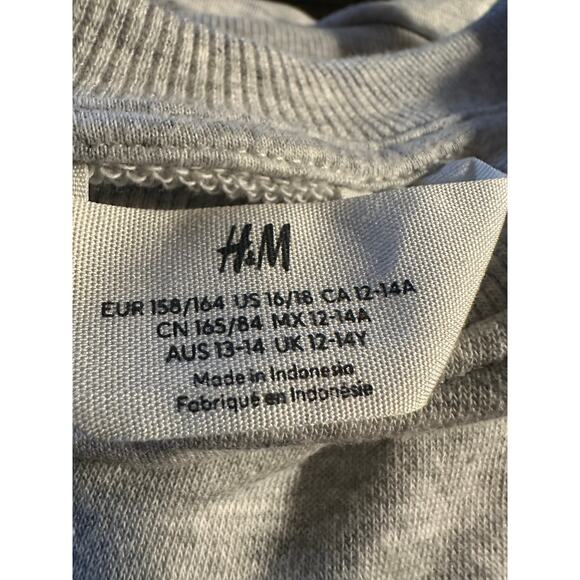 H&M
EUR 158/164 US 16/18 CA 12-14A
CN 165/84 MX 12-14A
AUS 13-14 UK 12-14Y
Made in Indonesia
Fabriqué en Indonésie